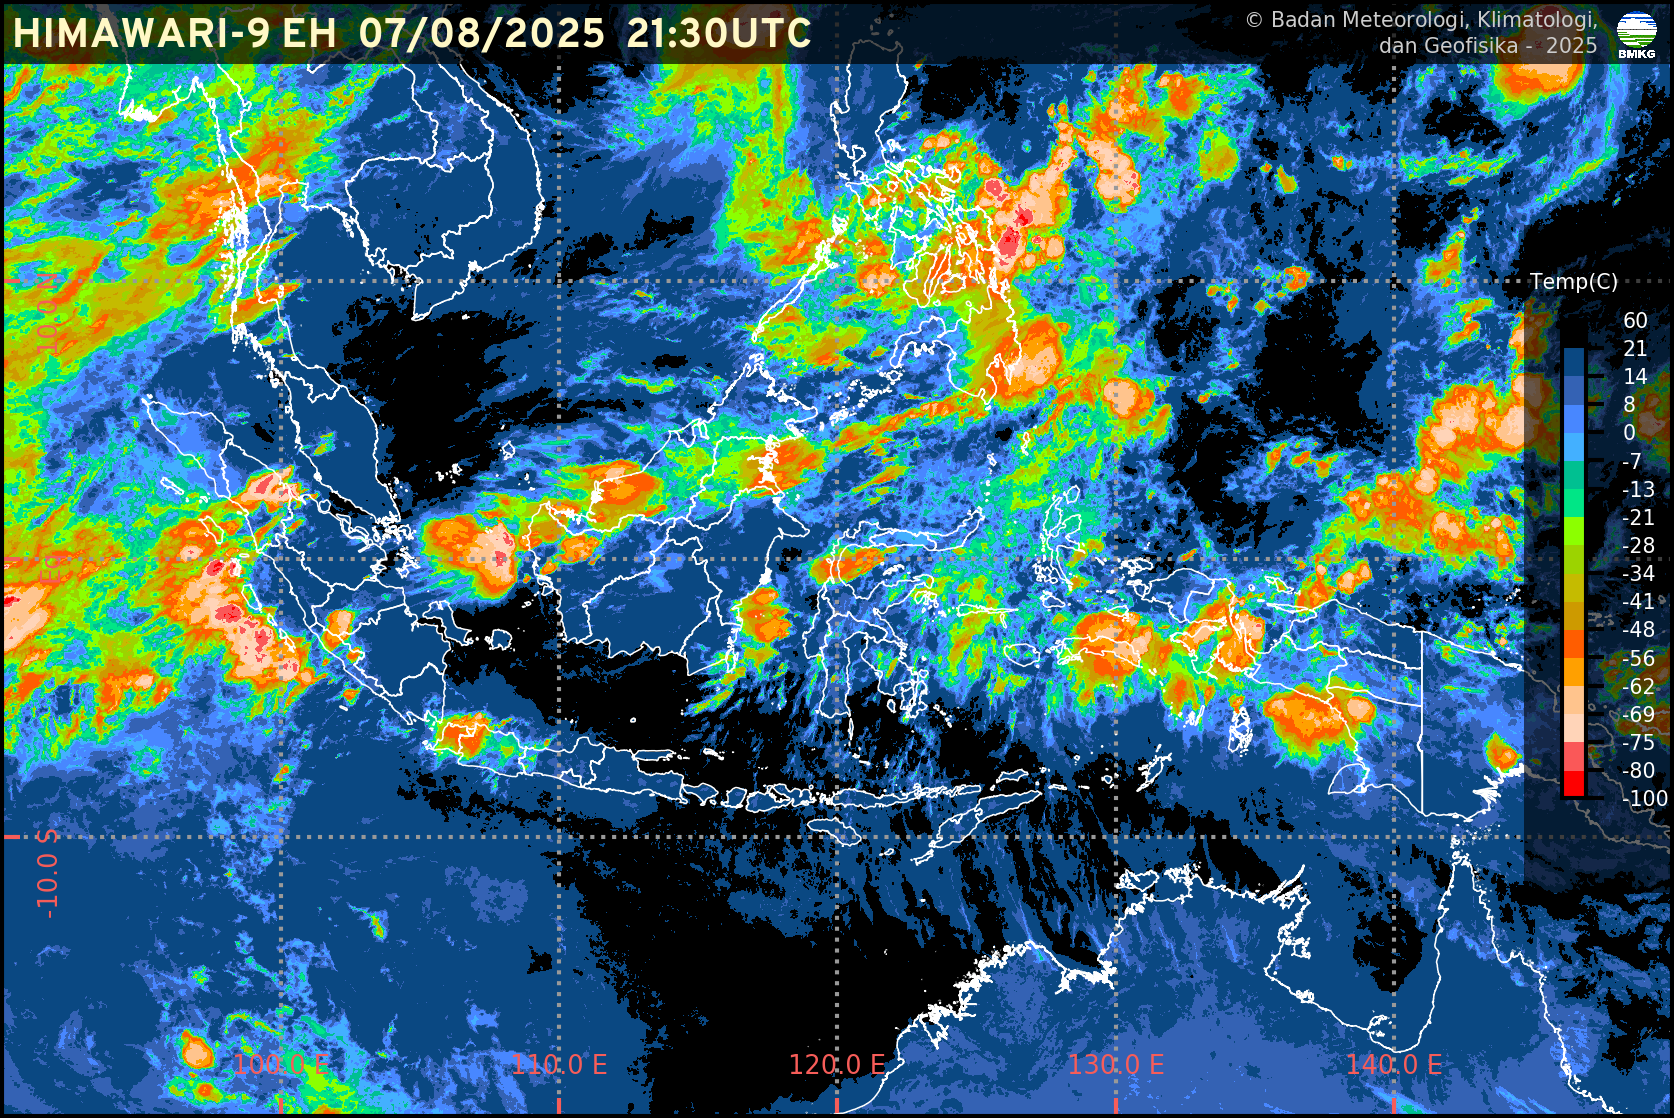 HIMAWARI-9 EH 07/08/2025 21:30UTC
© Badan Meteorologi, Klimatologi,
dan Geofisika - 2025
BMKG
Temp(C)
60
21
14
8
0
-7
-13
-21
-28
-34
-41
-48
-56
-62
-69
-75
-80
-100
10.0 N
-10.0 S
100.0 E
110.0 E
120.0 E
130.0 E
140.0 E